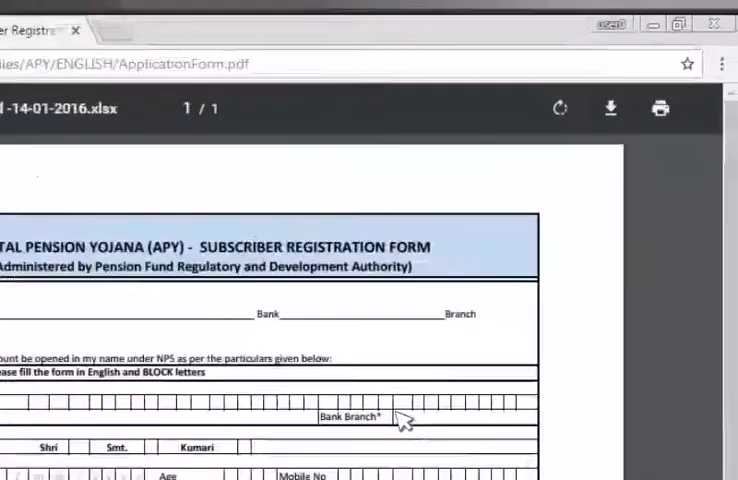 er Registra
user0
iles/APY/ENGLISH/ApplicationForm.pdf
-14-01-2016.xlsx 1 / 1
TAL PENSION YOJANA (APY) - SUBSCRIBER REGISTRATION FORM
Administered by Pension Fund Regulatory and Development Authority)
Bank Branch
ount be opened in my name under NPS as per the particulars given below:
ease fill the form in English and BLOCK letters
Bank Branch*
Shri Smt. Kumari
Age Mobile No